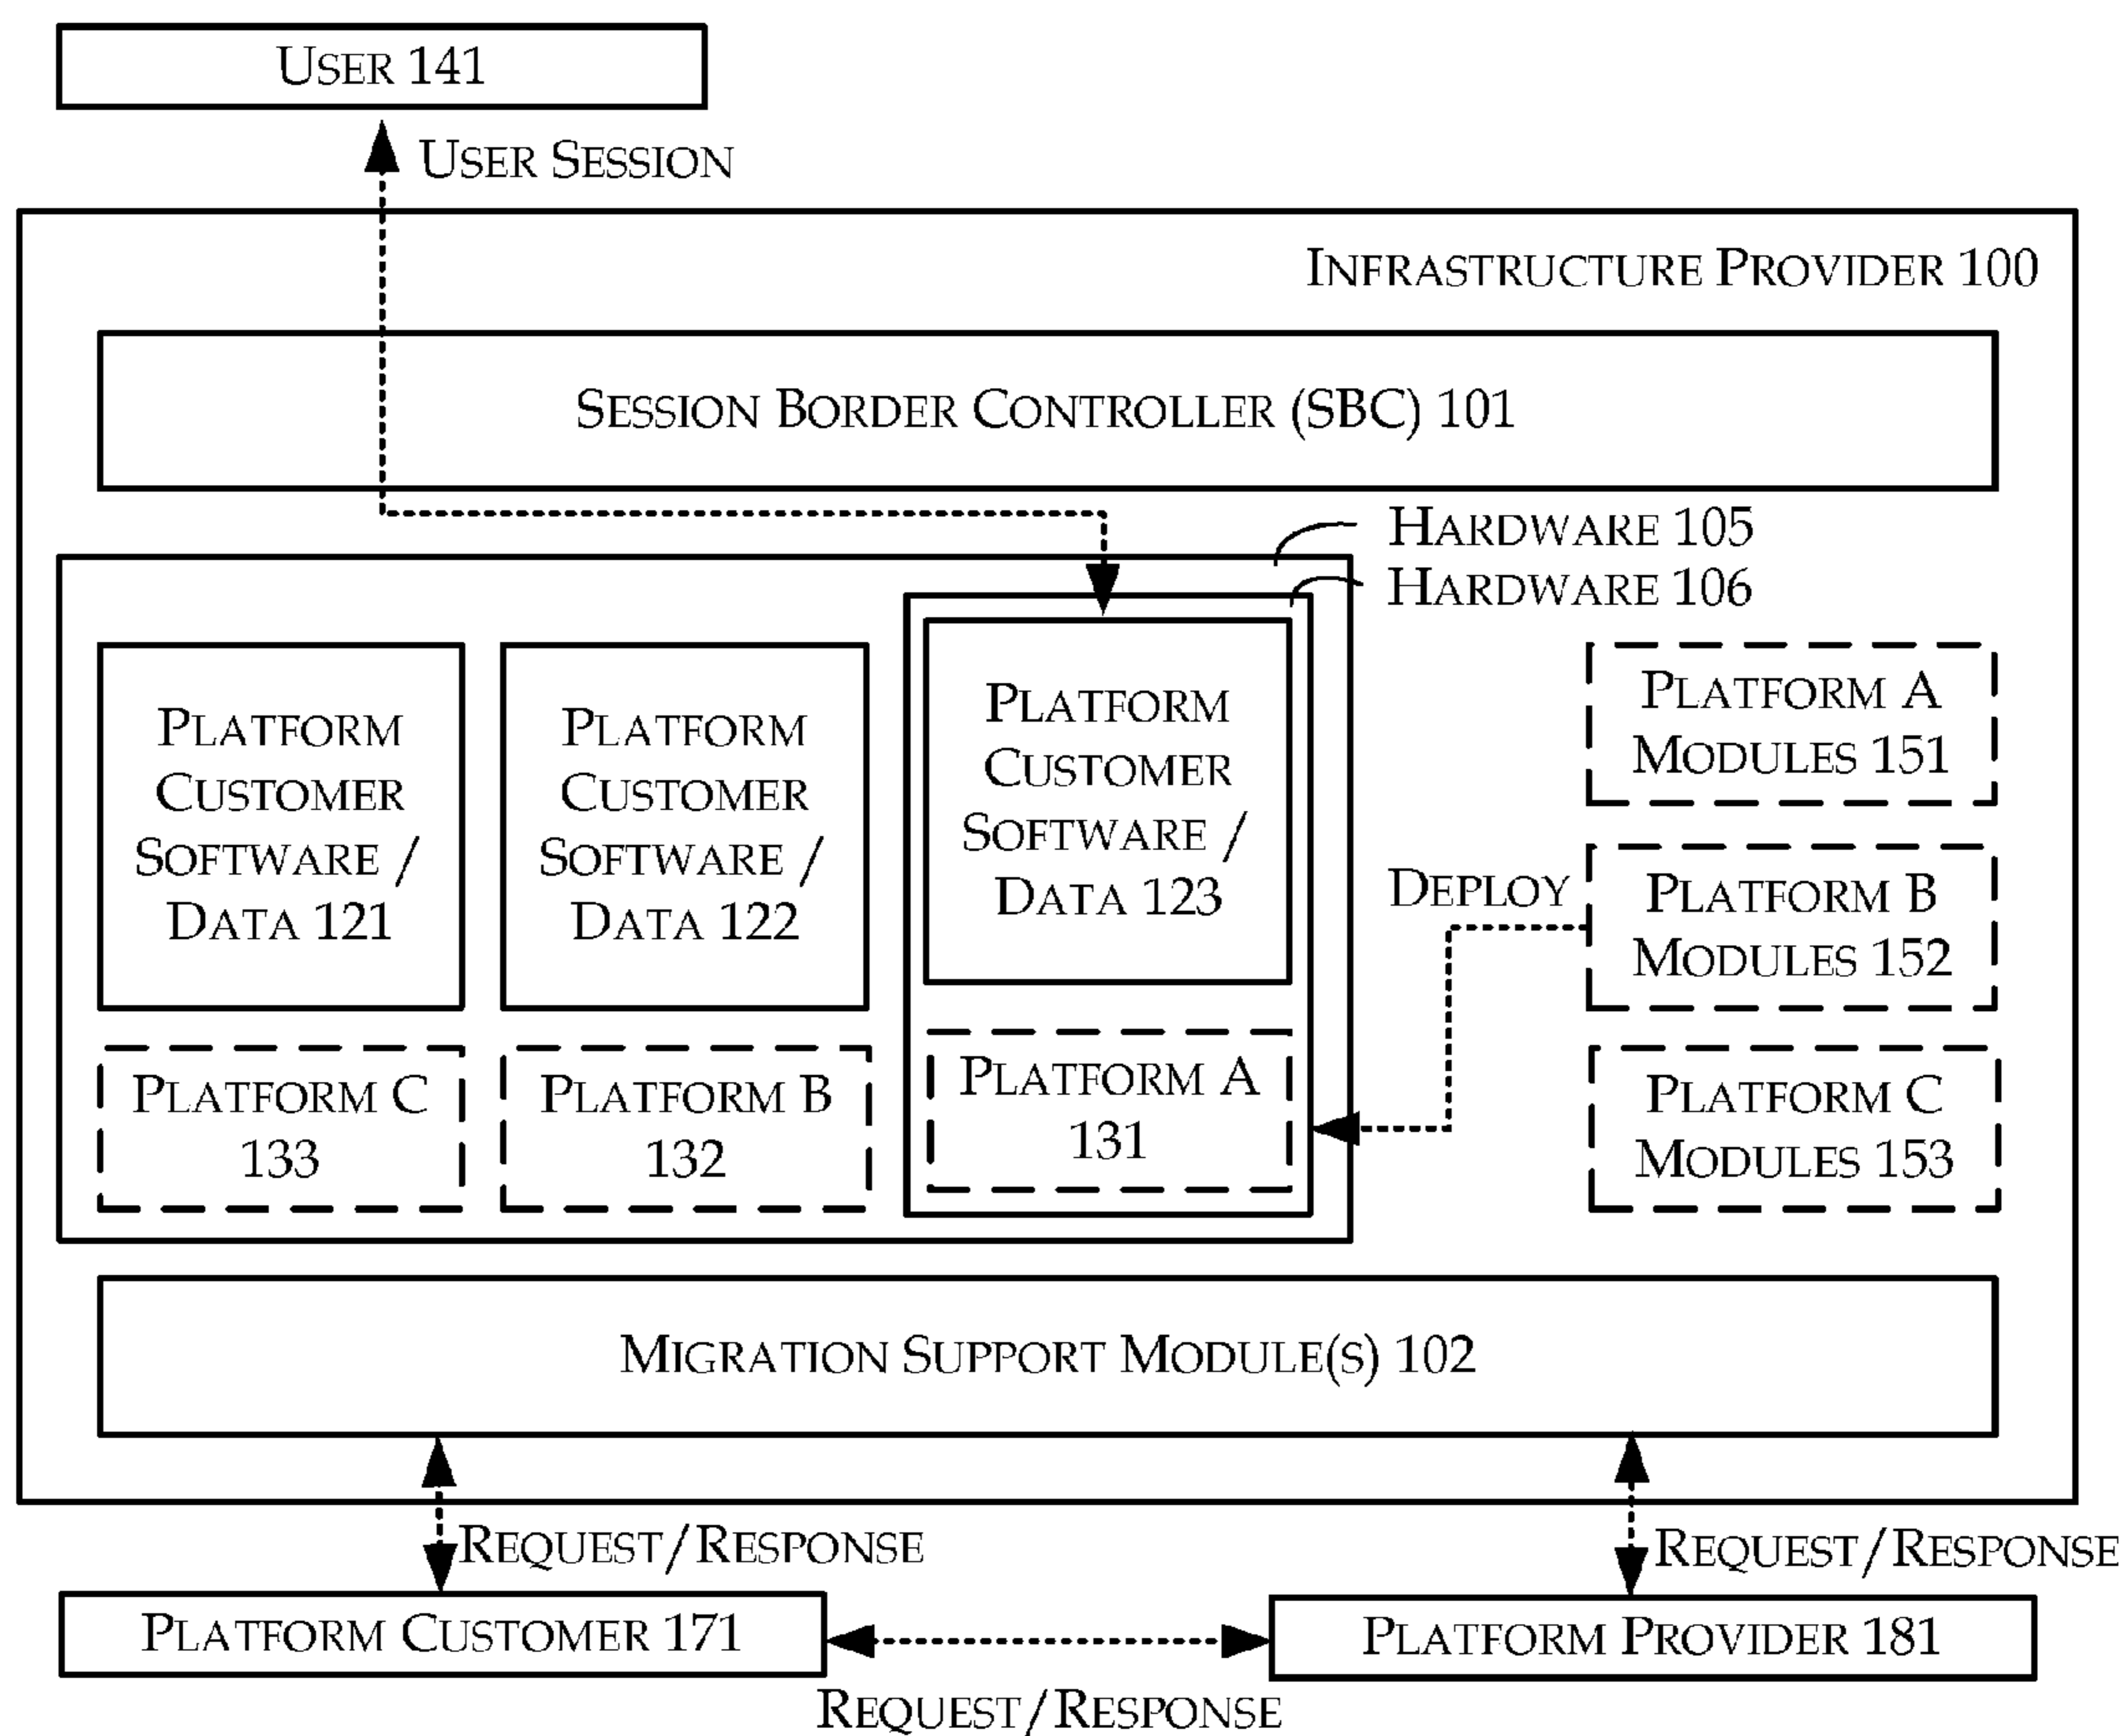 USER 141
USER SESSION
INFRASTRUCTURE PROVIDER 100
SESSION BORDER CONTROLLER (SBC) 101
HARDWARE 105
HARDWARE 106
PLATFORM
CUSTOMER
SOFTWARE /
DATA 121
PLATFORM
CUSTOMER
SOFTWARE /
DATA 122
PLATFORM
CUSTOMER
SOFTWARE /
DATA 123
PLATFORM A
MODULES 151
DEPLOY
PLATFORM B
MODULES 152
PLATFORM C
133
PLATFORM B
132
PLATFORM A
131
PLATFORM C
MODULES 153
MIGRATION SUPPORT MODULE(S) 102
REQUEST/RESPONSE
REQUEST/RESPONSE
PLATFORM CUSTOMER 171
PLATFORM PROVIDER 181
REQUEST/RESPONSE